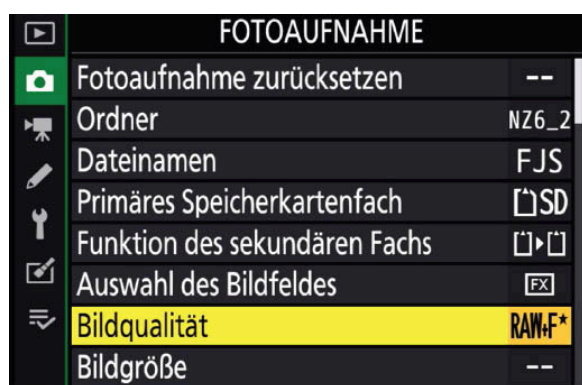 FOTOAUFNAHME
Fotoaufnahme zurücksetzen --
Ordner NZ6_2
Dateinamen FJS
Primäres Speicherkartenfach SD
Funktion des sekundären Fachs
Auswahl des Bildfeldes FX
Bildqualität RAW+F★
Bildgröße --